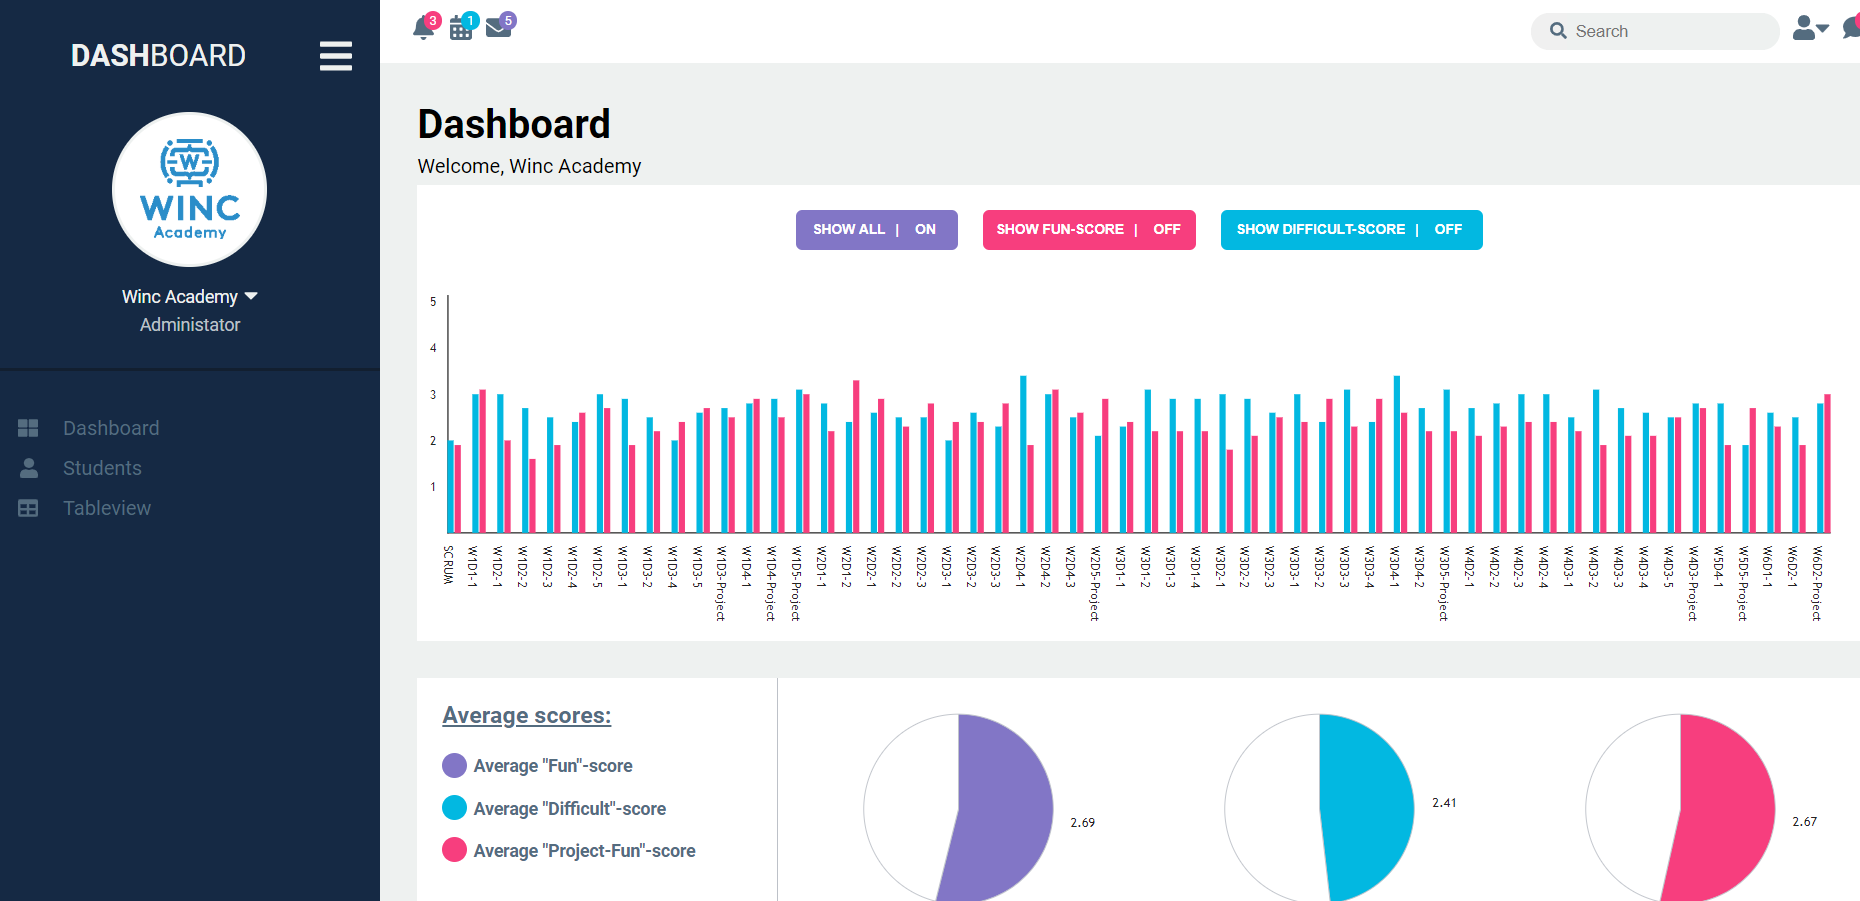 DASHBOARD
W
WINC
Academy
Winc Academy
Administator
Dashboard
Students
Tableview
3
1
5
Search
Dashboard
Welcome, Winc Academy
SHOW ALL | ON
SHOW FUN-SCORE | OFF
SHOW DIFFICULT-SCORE | OFF
5
4
3
2
1
SCRUM
W1D1-1
W1D2-1
W1D2-2
W1D2-3
W1D2-4
W1D2-5
W1D3-1
W1D3-2
W1D3-4
W1D3-5
W1D3-Project
W1D4-1
W1D4-Project
W1D5-Project
W2D1-1
W2D1-2
W2D2-1
W2D2-2
W2D2-3
W2D3-1
W2D3-2
W2D3-3
W2D4-1
W2D4-2
W2D4-3
W2D5-Project
W3D1-1
W3D1-2
W3D1-3
W3D1-4
W3D2-1
W3D2-2
W3D2-3
W3D3-1
W3D3-2
W3D3-3
W3D3-4
W3D4-1
W3D4-2
W3D5-Project
W4D2-1
W4D2-2
W4D2-3
W4D2-4
W4D3-1
W4D3-2
W4D3-3
W4D3-4
W4D3-5
W4D3-Project
W5D4-1
W5D5-Project
W6D1-1
W6D2-1
W6D2-Project
Average scores:
Average "Fun"-score
Average "Difficult"-score
Average "Project-Fun"-score
2.69
2.41
2.67